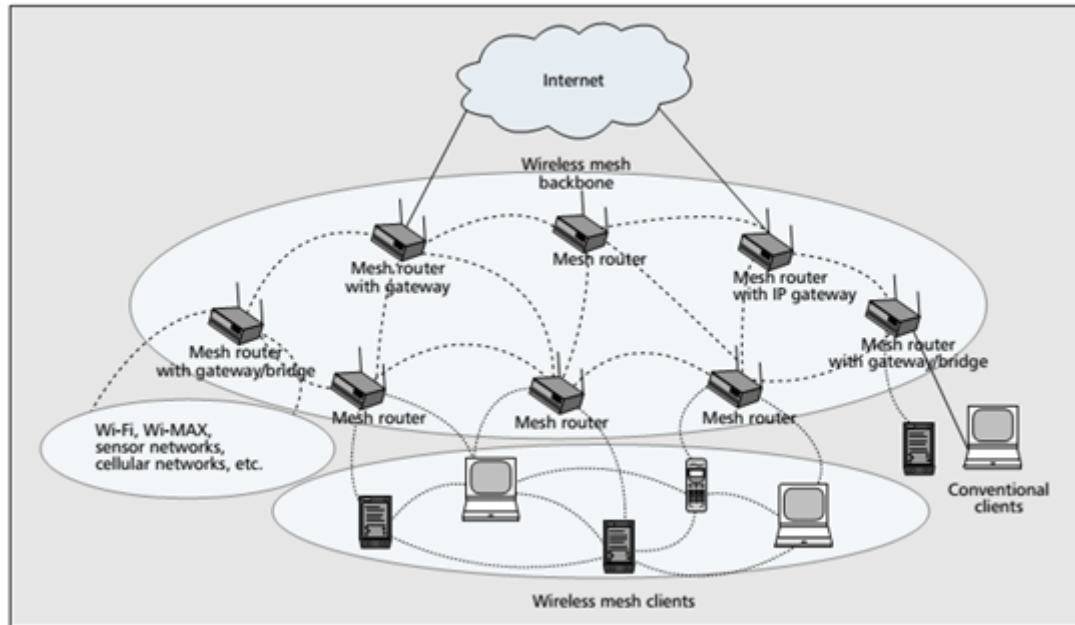 Internet
Wireless mesh
backbone
Mesh router
with gateway
Mesh router
Mesh router
with IP gateway
Mesh router
with gateway/bridge
Mesh router
with gateway/bridge
Mesh router
Mesh router
Mesh router
Wi-Fi, Wi-MAX,
sensor networks,
cellular networks, etc.
Conventional
clients
Wireless mesh clients